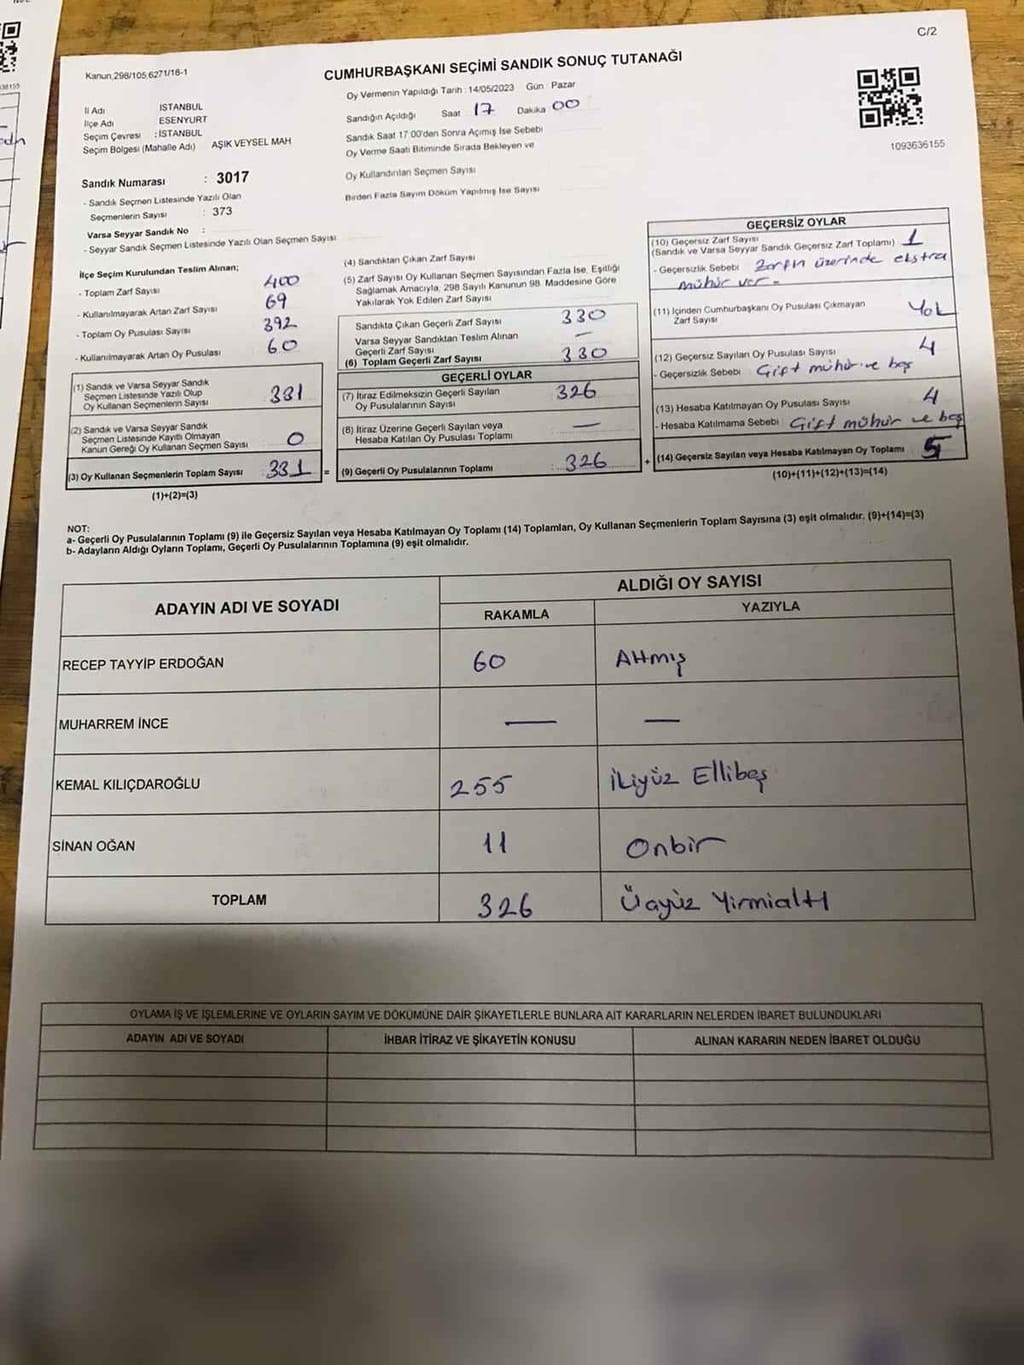 C/2
Kanun,298/105,6271/16-1
CUMHURBAŞKANI SEÇİMİ SANDIK SONUÇ TUTANAĞI
1093636155
İl Adı ISTANBUL
İlçe Adı ESENYURT
Seçim Çevresi : İSTANBUL
Seçim Bölgesi (Mahalle Adı) AŞIK VEYSEL MAH
Sandık Numarası : 3017
- Sandık Seçmen Listesinde Yazılı Olan
Seçmenlerin Sayısı : 373
Varsa Seyyar Sandık No :
- Seyyar Sandık Seçmen Listesinde Yazılı Olan Seçmen Sayısı
Oy Vermenin Yapıldığı Tarih : 14/05/2023 Gün : Pazar
Sandığın Açıldığı Saat 17 Dakika 00
Sandık Saat 17.00'den Sonra Açımış İse Sebebi
Oy Verme Saati Bitiminde Sırada Bekleyen ve
Oy Kullandırılan Seçmen Sayısı
Birden Fazla Sayım Döküm Yapılmış İse Sayısı
İlçe Seçim Kurulundan Teslim Alınan;
- Toplam Zarf Sayısı 400
- Kullanılmayarak Artan Zarf Sayısı 69
- Toplam Oy Pusulası Sayısı 392
- Kullanılmayarak Artan Oy Pusulası 60
(1) Sandık ve Varsa Seyyar Sandık
Seçmen Listesinde Yazılı Olup
Oy Kullanan Seçmenlerin Sayısı 331
(2) Sandık ve Varsa Seyyar Sandık
Seçmen Listesinde Kayıtlı Olmayan
Kanun Gereği Oy Kullanan Seçmen Sayısı 0
(3) Oy Kullanan Seçmenlerin Toplam Sayısı 331 =
(1)+(2)=(3)
(4) Sandıktan Çıkan Zarf Sayısı
(5) Zarf Sayısı Oy Kullanan Seçmen Sayısından Fazla İse, Eşitliği
Sağlamak Amacıyla, 298 Sayılı Kanunun 98. Maddesine Göre
Yakılarak Yok Edilen Zarf Sayısı
Sandıkta Çıkan Geçerli Zarf Sayısı 330
Varsa Seyyar Sandıktan Teslim Alınan
Geçerli Zarf Sayısı —
(6) Toplam Geçerli Zarf Sayısı 330
GEÇERLİ OYLAR
(7) İtiraz Edilmeksizin Geçerli Sayılan
Oy Pusulalarının Sayısı 326
(8) İtiraz Üzerine Geçerli Sayılan veya
Hesaba Katılan Oy Pusulası Toplamı —
(9) Geçerli Oy Pusulalarının Toplamı : 326 +
GEÇERSİZ OYLAR
(10) Geçersiz Zarf Sayısı
(Sandık ve Varsa Seyyar Sandık Geçersiz Zarf Toplamı) 1
- Geçersizlik Sebebi Zarfın üzerinde ekstra
mühür var.
(11) İçinden Cumhurbaşkanı Oy Pusulası Çıkmayan
Zarf Sayısı Yok
(12) Geçersiz Sayılan Oy Pusulası Sayısı 4
- Geçersizlik Sebebi Çift mühür ve boş
(13) Hesaba Katılmayan Oy Pusulası Sayısı 4
- Hesaba Katılmama Sebebi Çift mühür ve boş
(14) Geçersiz Sayılan veya Hesaba Katılmayan Oy Toplamı 5
(10)+(11)+(12)+(13)=(14)
NOT:
a- Geçerli Oy Pusulalarının Toplamı (9) ile Geçersiz Sayılan veya Hesaba Katılmayan Oy Toplamı (14) Toplamları, Oy Kullanan Seçmenlerin Toplam Sayısına (3) eşit olmalıdır. (9)+(14)=(3)
b- Adayların Aldığı Oyların Toplamı, Geçerli Oy Pusulalarının Toplamına (9) eşit olmalıdır.
ADAYIN ADI VE SOYADI
ALDIĞI OY SAYISI
RAKAMLA YAZIYLA
RECEP TAYYİP ERDOĞAN 60 Altmış
MUHARREM İNCE — —
KEMAL KILIÇDAROĞLU 255 İkiyüz Ellibeş
SİNAN OĞAN 11 Onbir
TOPLAM 326 Üçyüz Yirmialtı
OYLAMA İŞ VE İŞLEMLERİNE VE OYLARIN SAYIM VE DÖKÜMÜNE DAİR ŞİKAYETLERLE BUNLARA AİT KARARLARIN NELERDEN İBARET BULUNDUKLARI
ADAYIN ADI VE SOYADI İHBAR İTİRAZ VE ŞİKAYETİN KONUSU ALINAN KARARIN NEDEN İBARET OLDUĞU